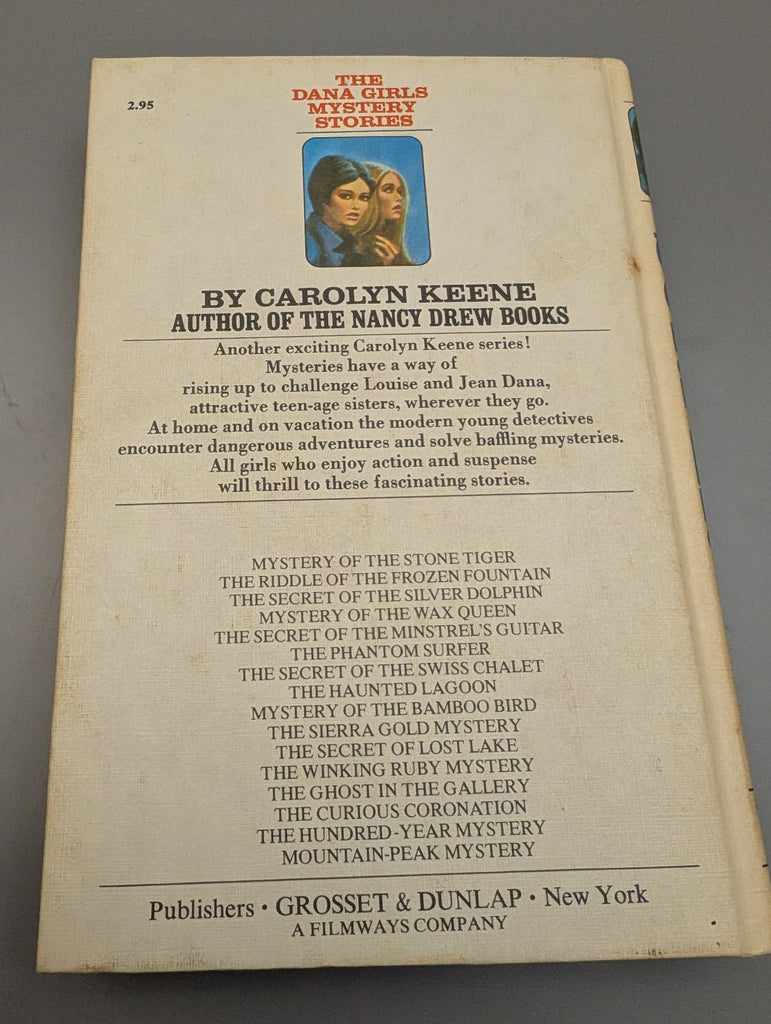 2.95
THE
DANA GIRLS
MYSTERY
STORIES
BY CAROLYN KEENE
AUTHOR OF THE NANCY DREW BOOKS
Another exciting Carolyn Keene series!
Mysteries have a way of
rising up to challenge Louise and Jean Dana,
attractive teen-age sisters, wherever they go.
At home and on vacation the modern young detectives
encounter dangerous adventures and solve baffling mysteries.
All girls who enjoy action and suspense
will thrill to these fascinating stories.
MYSTERY OF THE STONE TIGER
THE RIDDLE OF THE FROZEN FOUNTAIN
THE SECRET OF THE SILVER DOLPHIN
MYSTERY OF THE WAX QUEEN
THE SECRET OF THE MINSTREL'S GUITAR
THE PHANTOM SURFER
THE SECRET OF THE SWISS CHALET
THE HAUNTED LAGOON
MYSTERY OF THE BAMBOO BIRD
THE SIERRA GOLD MYSTERY
THE SECRET OF LOST LAKE
THE WINKING RUBY MYSTERY
THE GHOST IN THE GALLERY
THE CURIOUS CORONATION
THE HUNDRED-YEAR MYSTERY
MOUNTAIN-PEAK MYSTERY
Publishers • GROSSET & DUNLAP • New York
A FILMWAYS COMPANY